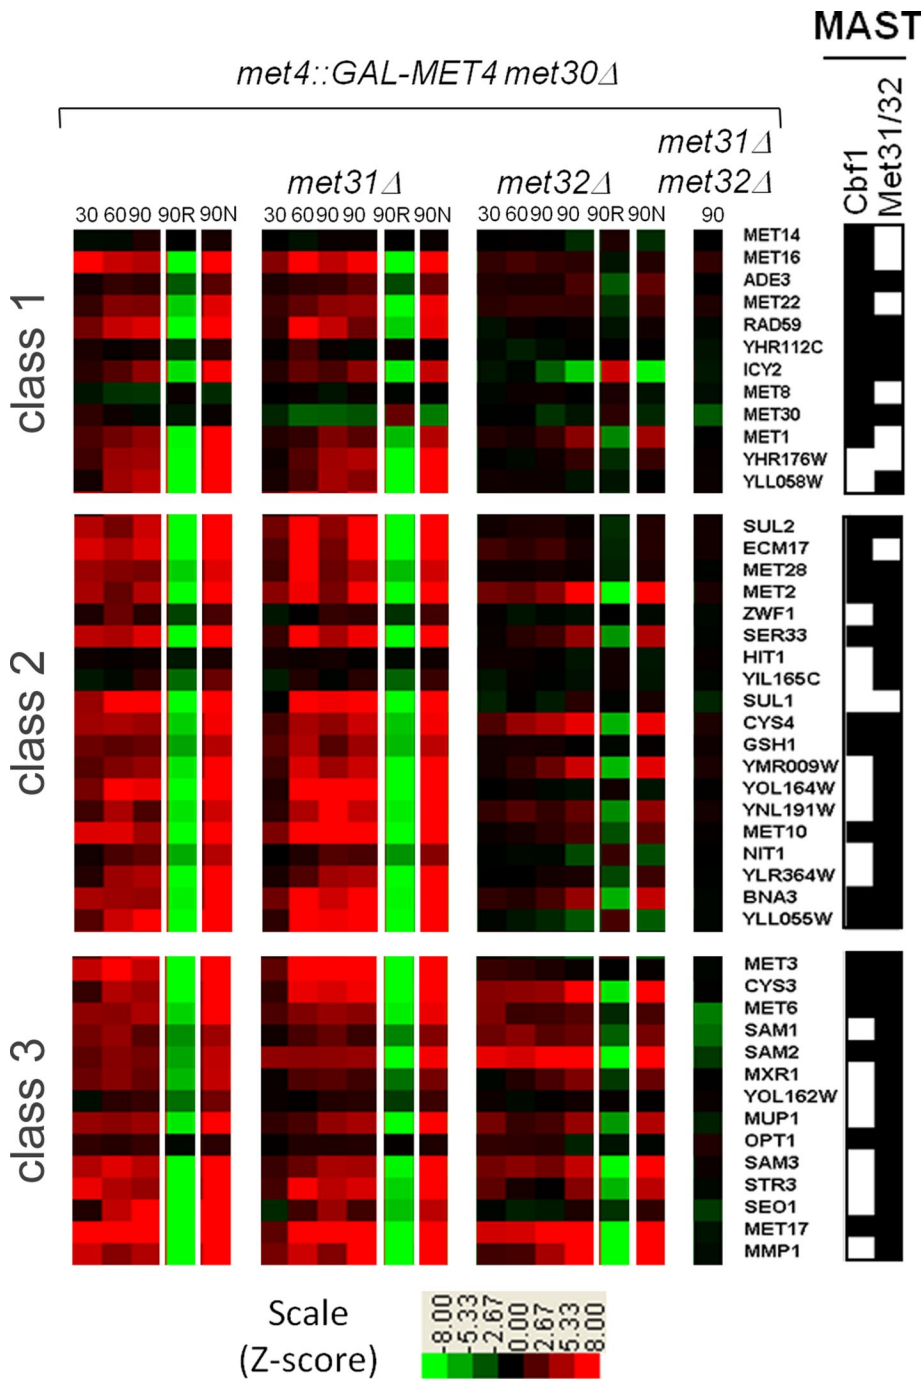 MAST
met4::GAL-MET4 met30Δ
met31Δ
met31Δ met32Δ met32Δ
Cbf1 Met31/32
30 60 90 90R 90N 30 60 90 90 90R 90N 30 60 90 90 90R 90N 90
class 1
MET14
MET16
ADE3
MET22
RAD59
YHR112C
ICY2
MET8
MET30
MET1
YHR176W
YLL058W
class 2
SUL2
ECM17
MET28
MET2
ZWF1
SER33
HIT1
YIL165C
SUL1
CYS4
GSH1
YMR009W
YOL164W
YNL191W
MET10
NIT1
YLR364W
BNA3
YLL055W
class 3
MET3
CYS3
MET6
SAM1
SAM2
MXR1
YOL162W
MUP1
OPT1
SAM3
STR3
SEO1
MET17
MMP1
Scale
(Z-score)
-8.00 -5.33 -2.67 0.00 2.67 5.33 8.00